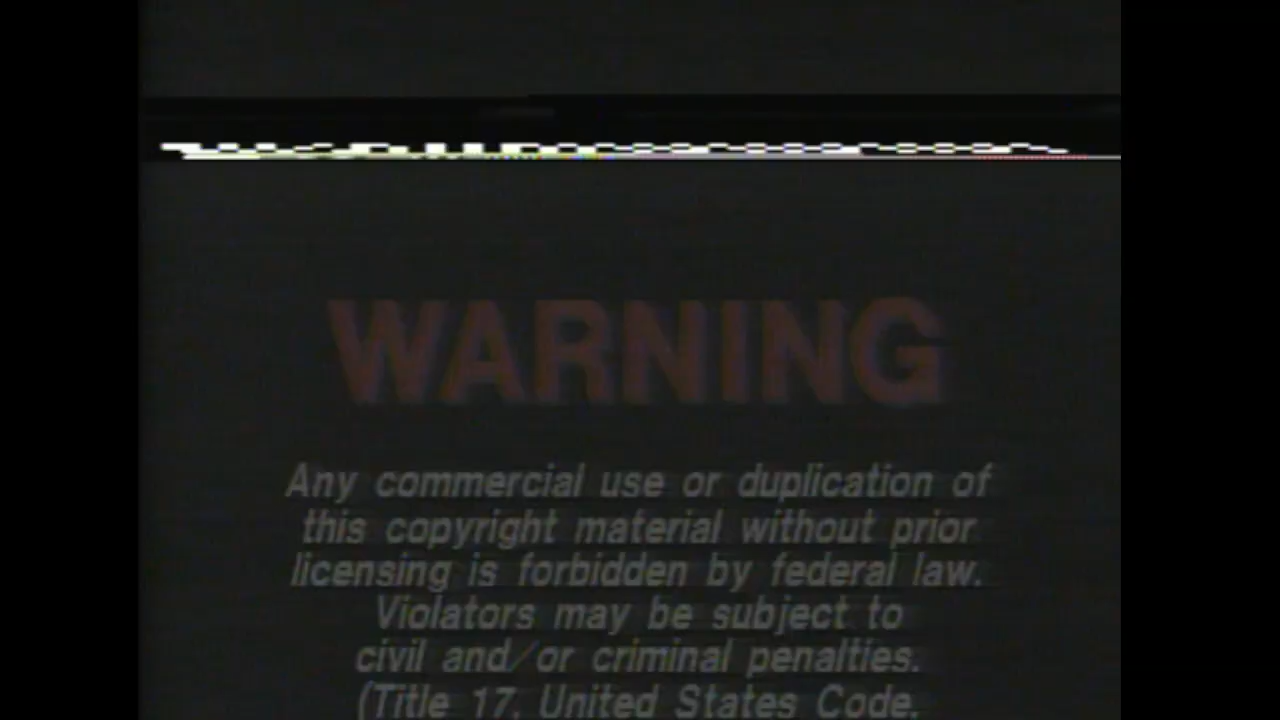 WARNING
Any commercial use or duplication of
this copyright material without prior
licensing is forbidden by federal law.
Violators may be subject to
civil and/or criminal penalties.
(Title 17, United States Code,